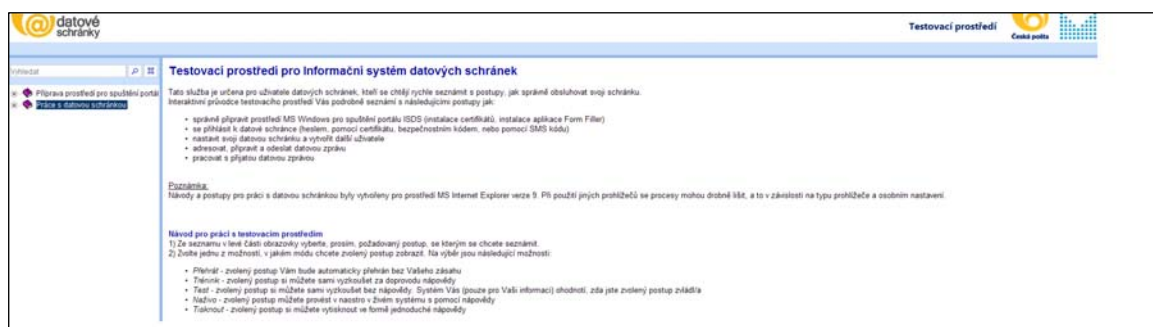 datové
schránky
Testovací prostředí
Česká pošta
Vyhledat
Příprava prostředí pro spuštění portál
Práce s datovou schránkou
Testovací prostředí pro Informační systém datových schránek
Tato služba je určena pro uživatele datových schránek, kteří se chtějí rychle seznámit s postupy, jak správně obsluhovat svoji schránku.
Interaktivní průvodce testovacího prostředí Vás podrobně seznámí s následujícími postupy jak:
• správně připravit prostředí MS Windows pro spuštění portálu ISDS (instalace certifikátů, instalace aplikace Form Filler)
• se přihlásit k datové schránce (heslem, pomocí certifikátu, bezpečnostním kódem, nebo pomocí SMS kódu)
• nastavit svoji datovou schránku a vytvořit další uživatele
• adresovat, připravit a odeslat datovou zprávu
• pracovat s přijatou datovou zprávou
Poznámka:
Návody a postupy pro práci s datovou schránkou byly vytvořeny pro prostředí MS Internet Explorer verze 9. Při použití jiných prohlížečů se procesy mohou drobně lišit, a to v závislosti na typu prohlížeče a osobním nastavení.
Návod pro práci s testovacím prostředím
1) Ze seznamu v levé části obrazovky vyberte, prosím, požadovaný postup, se kterým se chcete seznámit.
2) Zvolte jednu z možností, v jakém módu chcete zvolený postup zobrazit. Na výběr jsou následující možnosti:
• Přehrát - zvolený postup Vám bude automaticky přehrán bez Vašeho zásahu
• Trénink - zvolený postup si můžete sami vyzkoušet za doprovodu nápovědy
• Test - zvolený postup si můžete sami vyzkoušet bez nápovědy. Systém Vás (pouze pro Vaši informaci) ohodnotí, zda jste zvolený postup zvládl/a
• Naživo - zvolený postup můžete provést v naostro v živém systému s pomocí nápovědy
• Tisknout - zvolený postup si můžete vytisknout ve formě jednoduché nápovědy